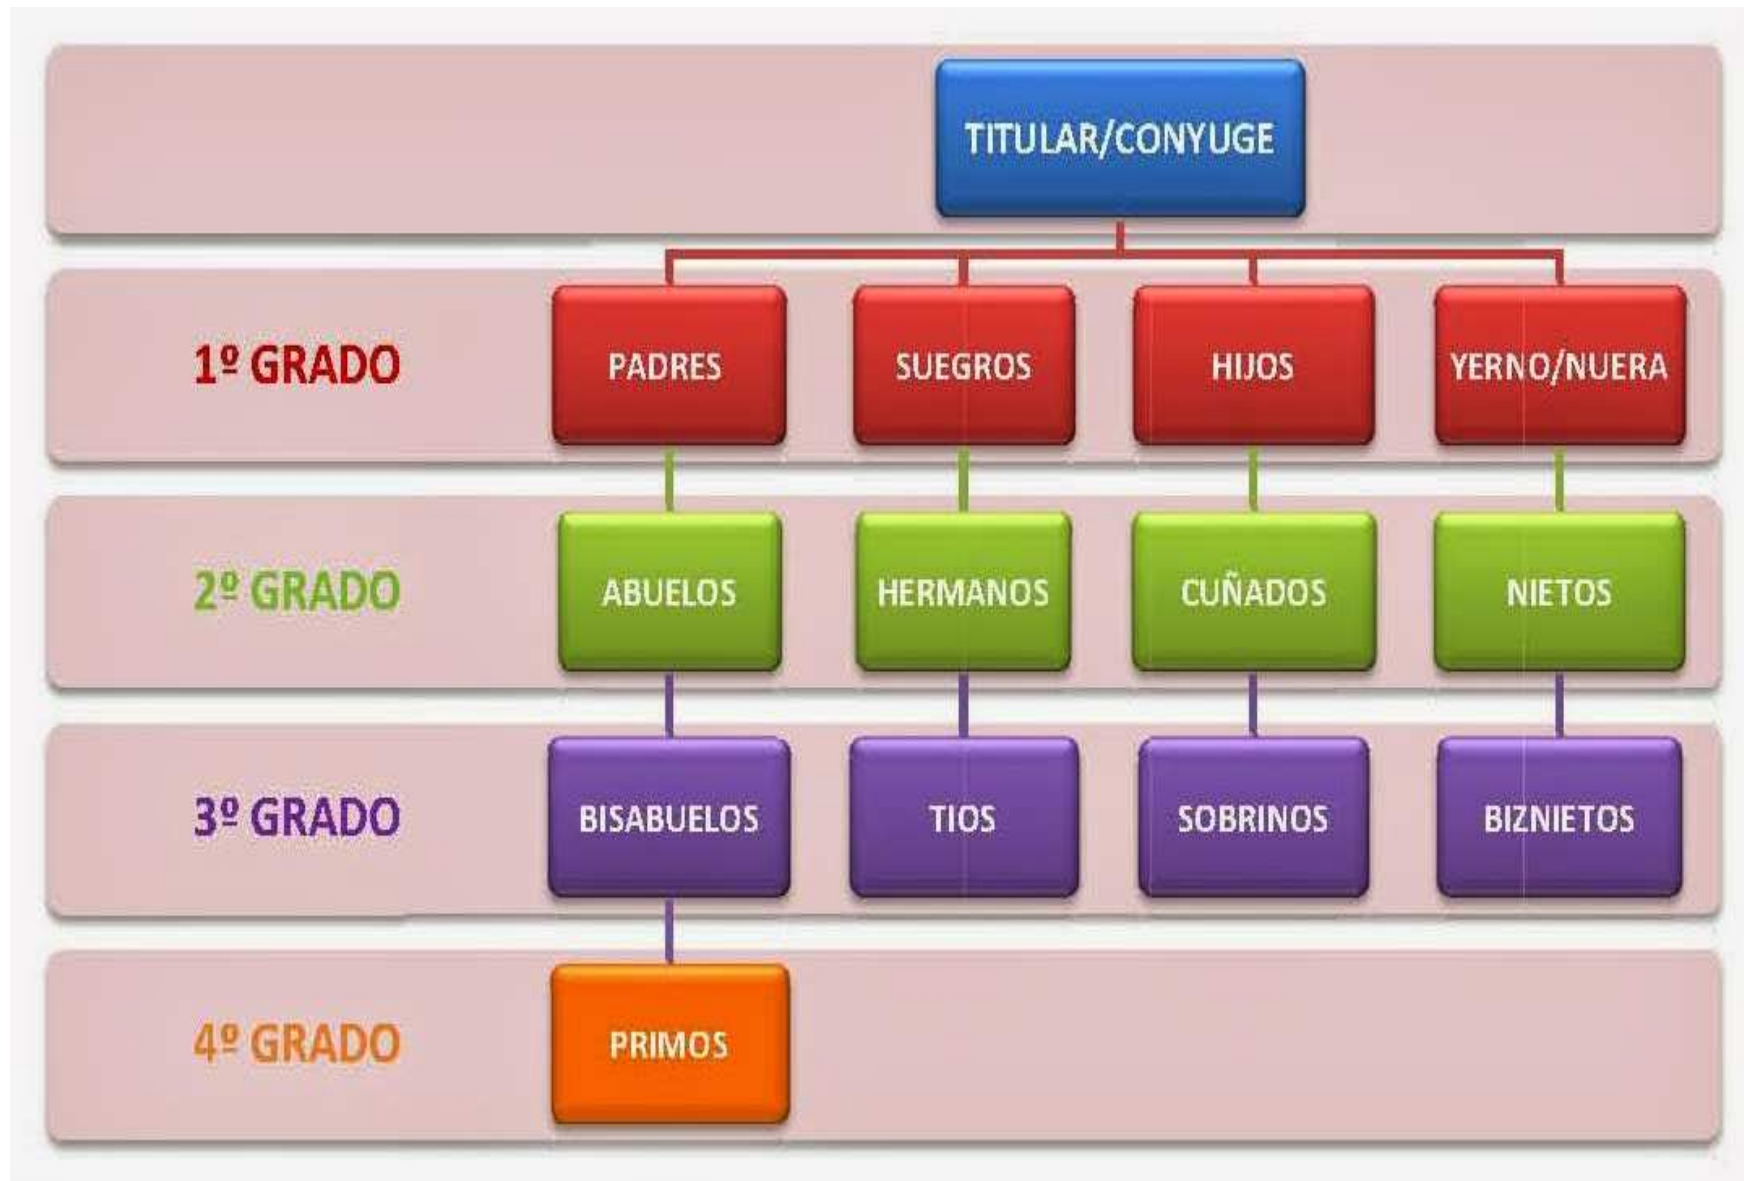 TITULAR/CONYUGE
1º GRADO
PADRES
SUEGROS
HIJOS
YERNO/NUERA
2º GRADO
ABUELOS
HERMANOS
CUÑADOS
NIETOS
3º GRADO
BISABUELOS
TIOS
SOBRINOS
BIZNIETOS
4º GRADO
PRIMOS